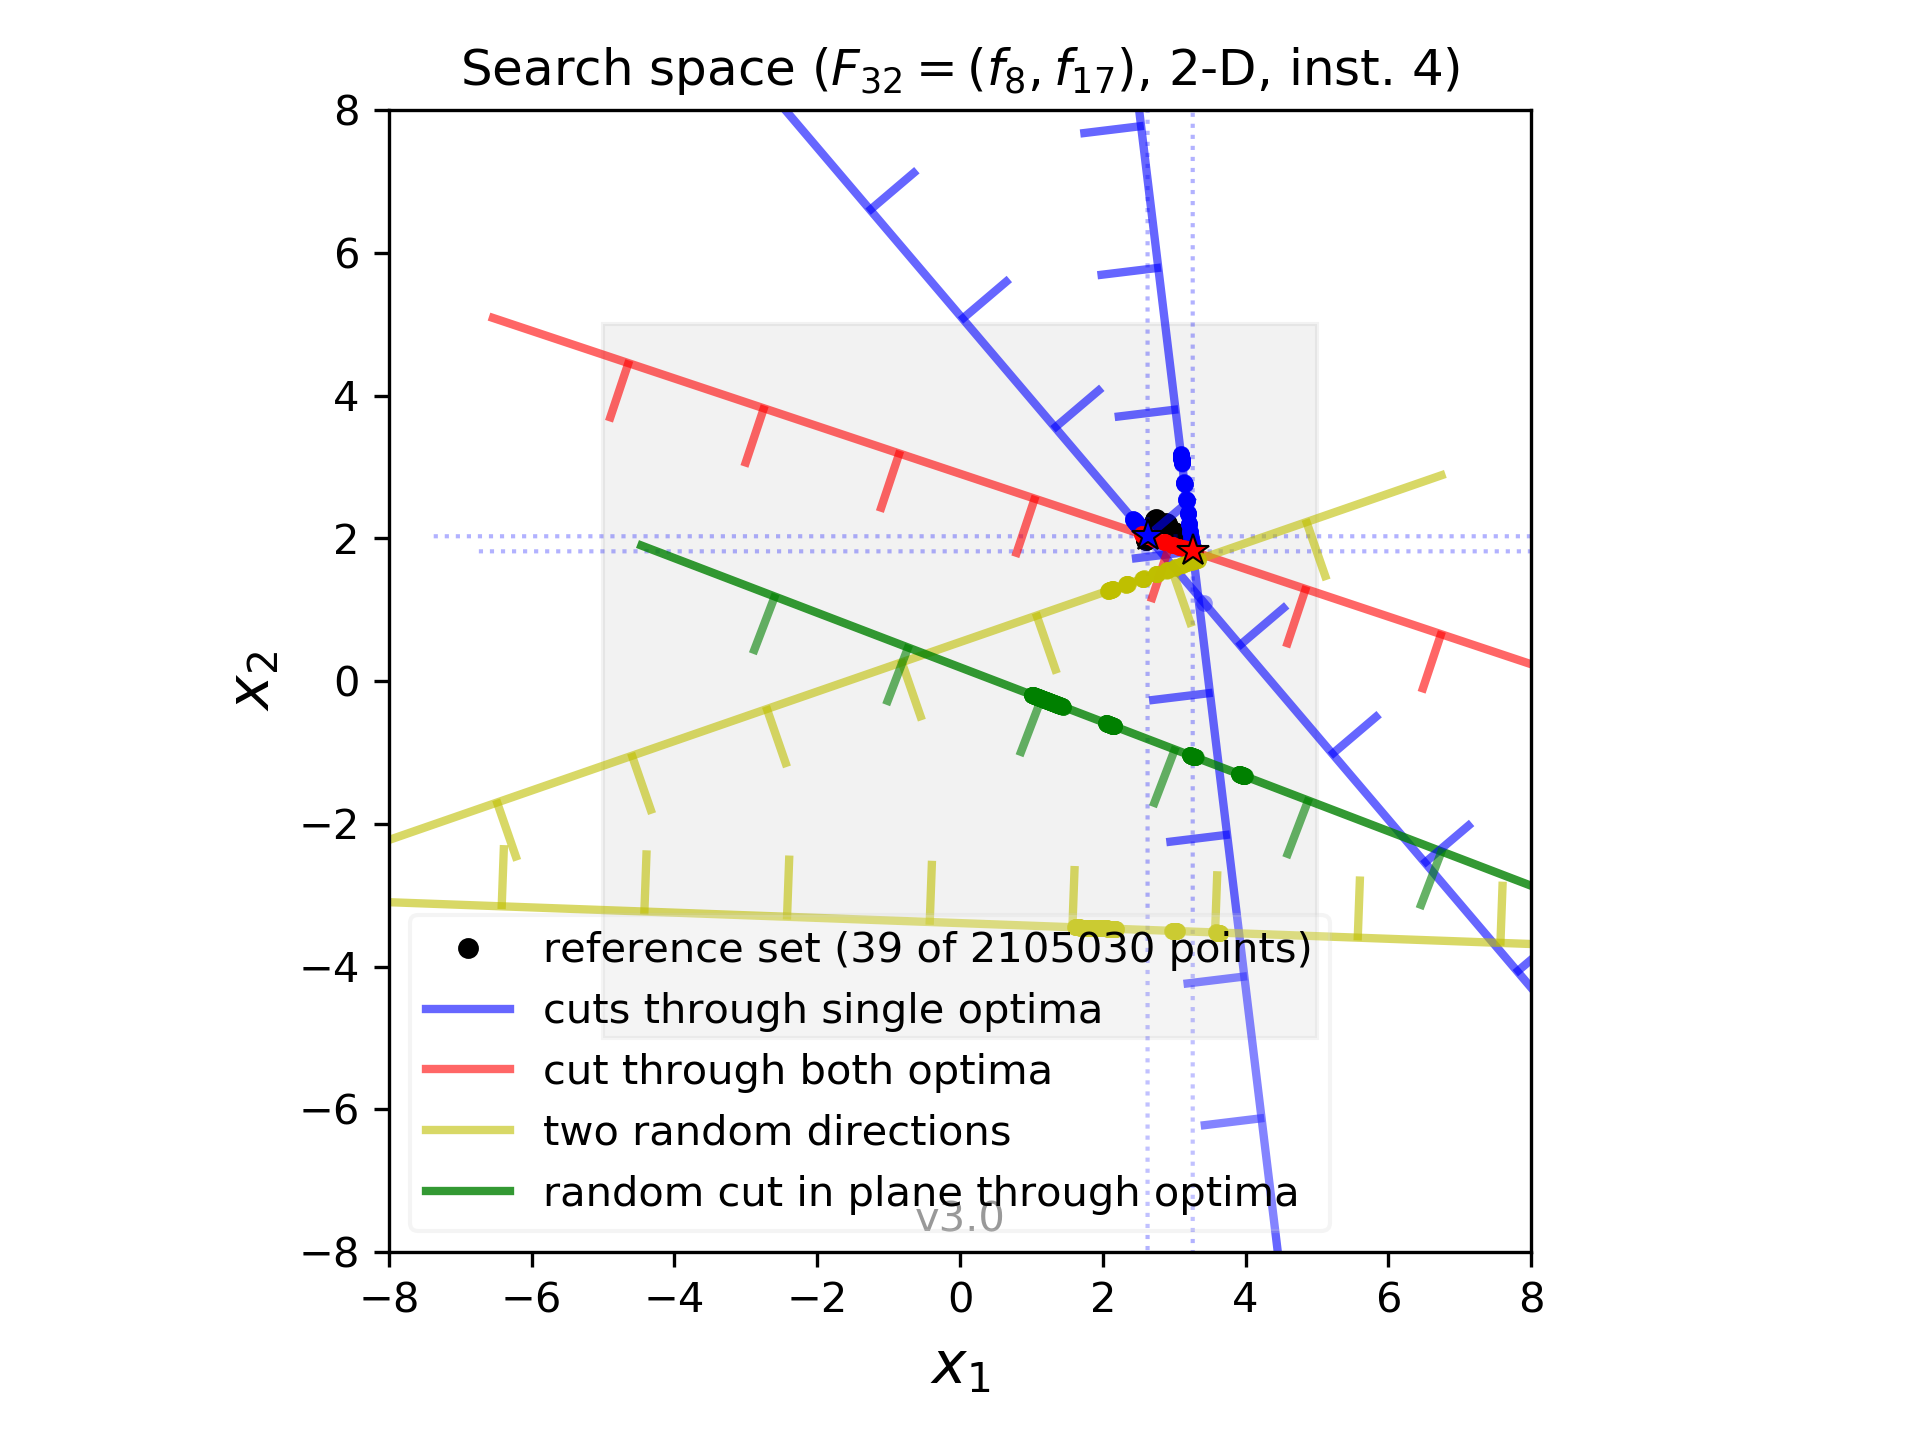 Search space (F32 = (f8, f17), 2-D, inst. 4)
8
6
4
2
0
−2
−4
−6
−8
x2
reference set (39 of 2105030 points)
cuts through single optima
cut through both optima
two random directions
random cut in plane through optima
v3.0
−8 −6 −4 −2 0 2 4 6 8
x1